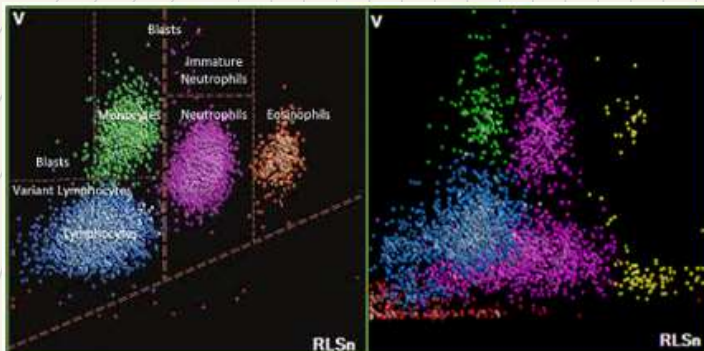 V
Blasts
Immature
Neutrophils
Monocytes
Neutrophils
Eosinophils
Blasts
Variant Lymphocytes
Lymphocytes
RLSn
V
RLSn